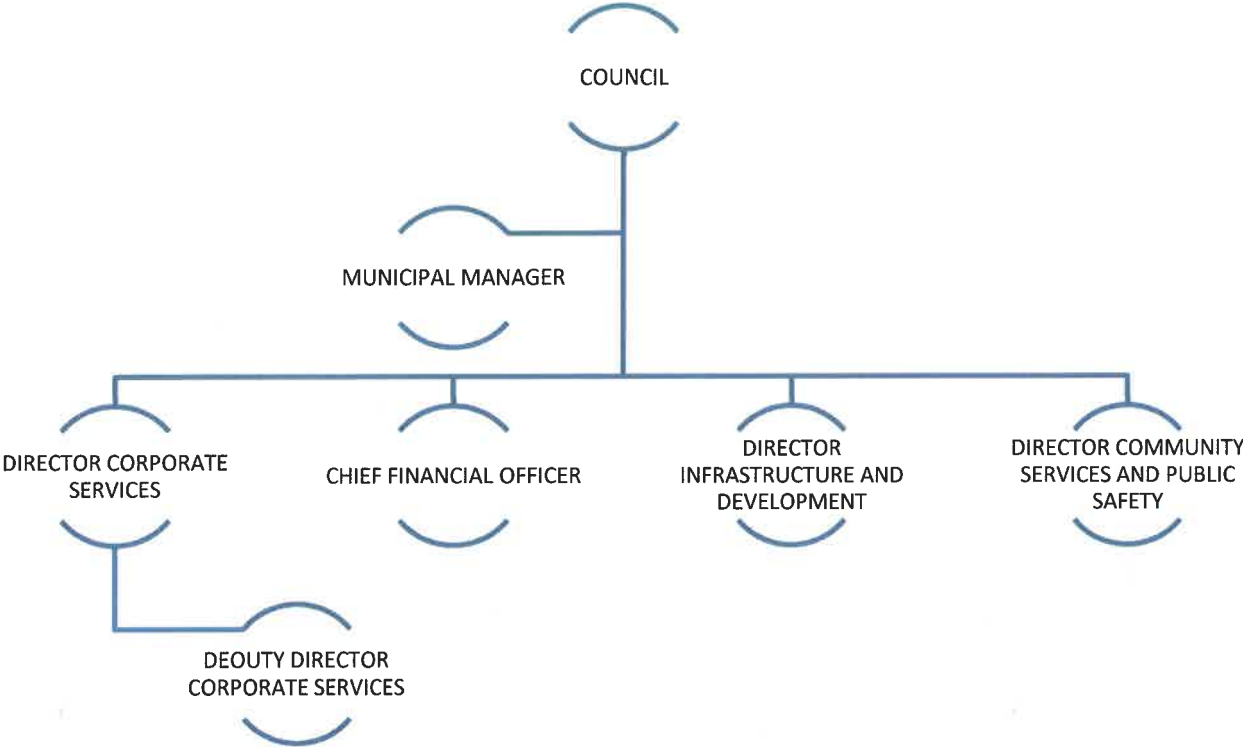 COUNCIL
MUNICIPAL MANAGER
DIRECTOR CORPORATE
SERVICES
CHIEF FINANCIAL OFFICER
DIRECTOR
INFRASTRUCTURE AND
DEVELOPMENT
DIRECTOR COMMUNITY
SERVICES AND PUBLIC
SAFETY
DEOUTY DIRECTOR
CORPORATE SERVICES